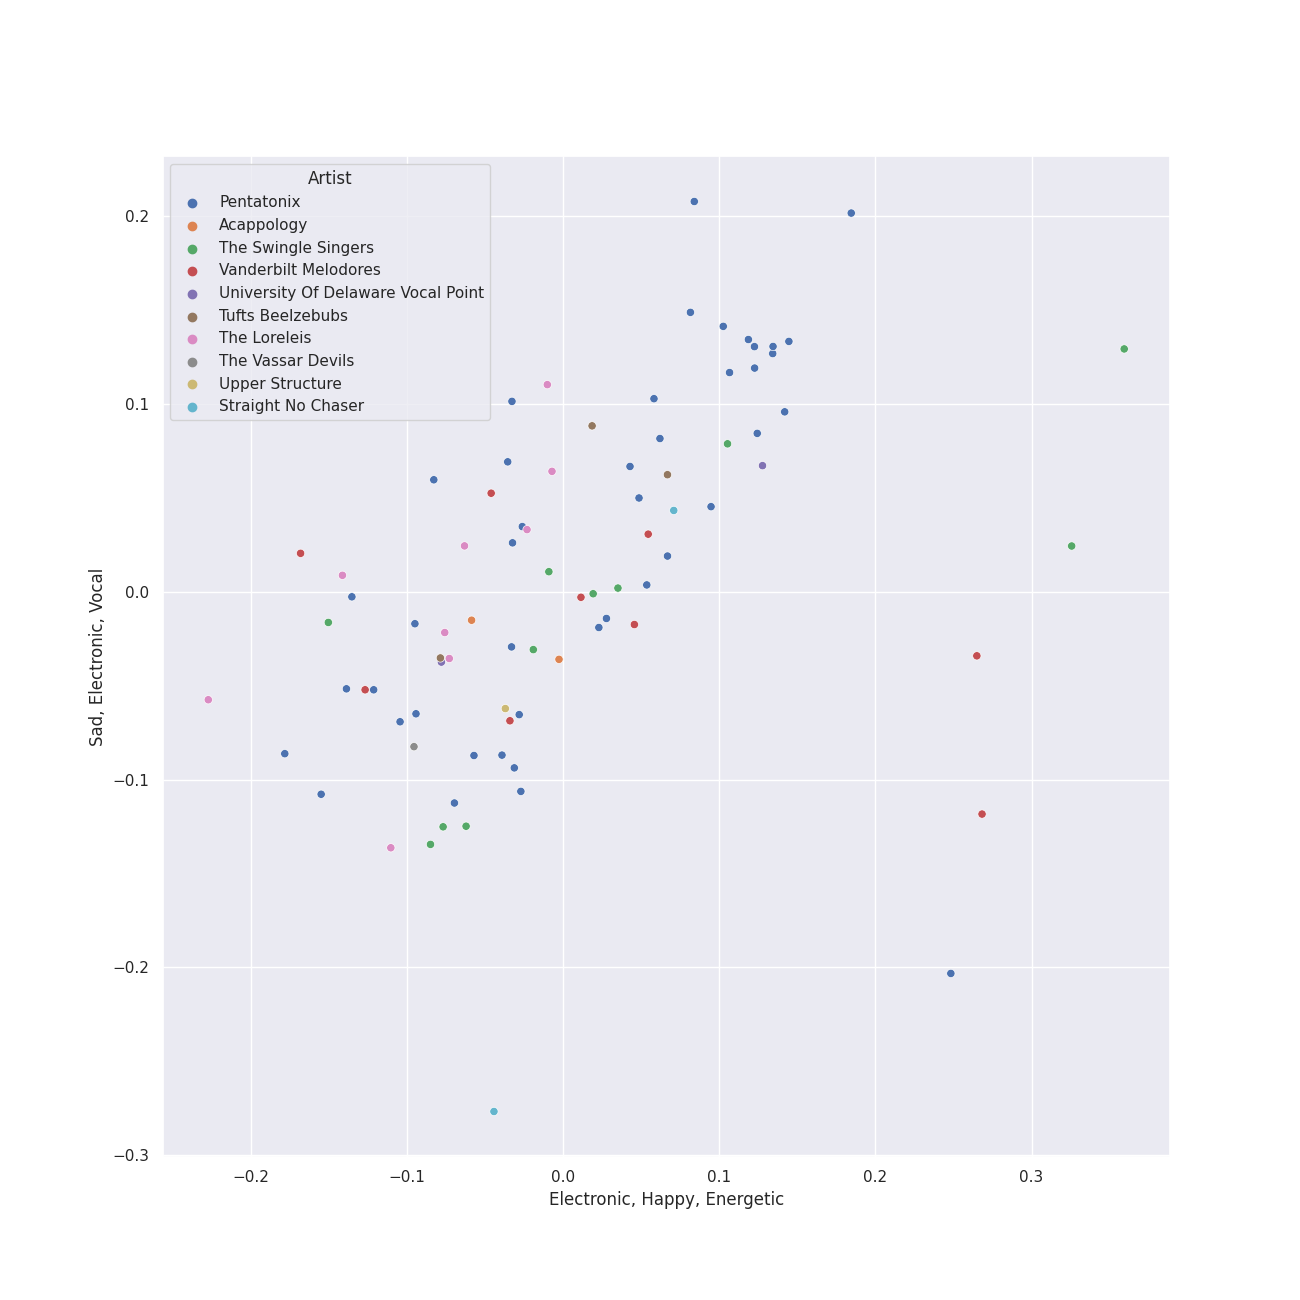 Artist
Pentatonix
Acappology
The Swingle Singers
Vanderbilt Melodores
University Of Delaware Vocal Point
Tufts Beelzebubs
The Loreleis
The Vassar Devils
Upper Structure
Straight No Chaser
0.2
0.1
0.0
−0.1
−0.2
−0.3
Sad, Electronic, Vocal
−0.2 −0.1 0.0 0.1 0.2 0.3
Electronic, Happy, Energetic